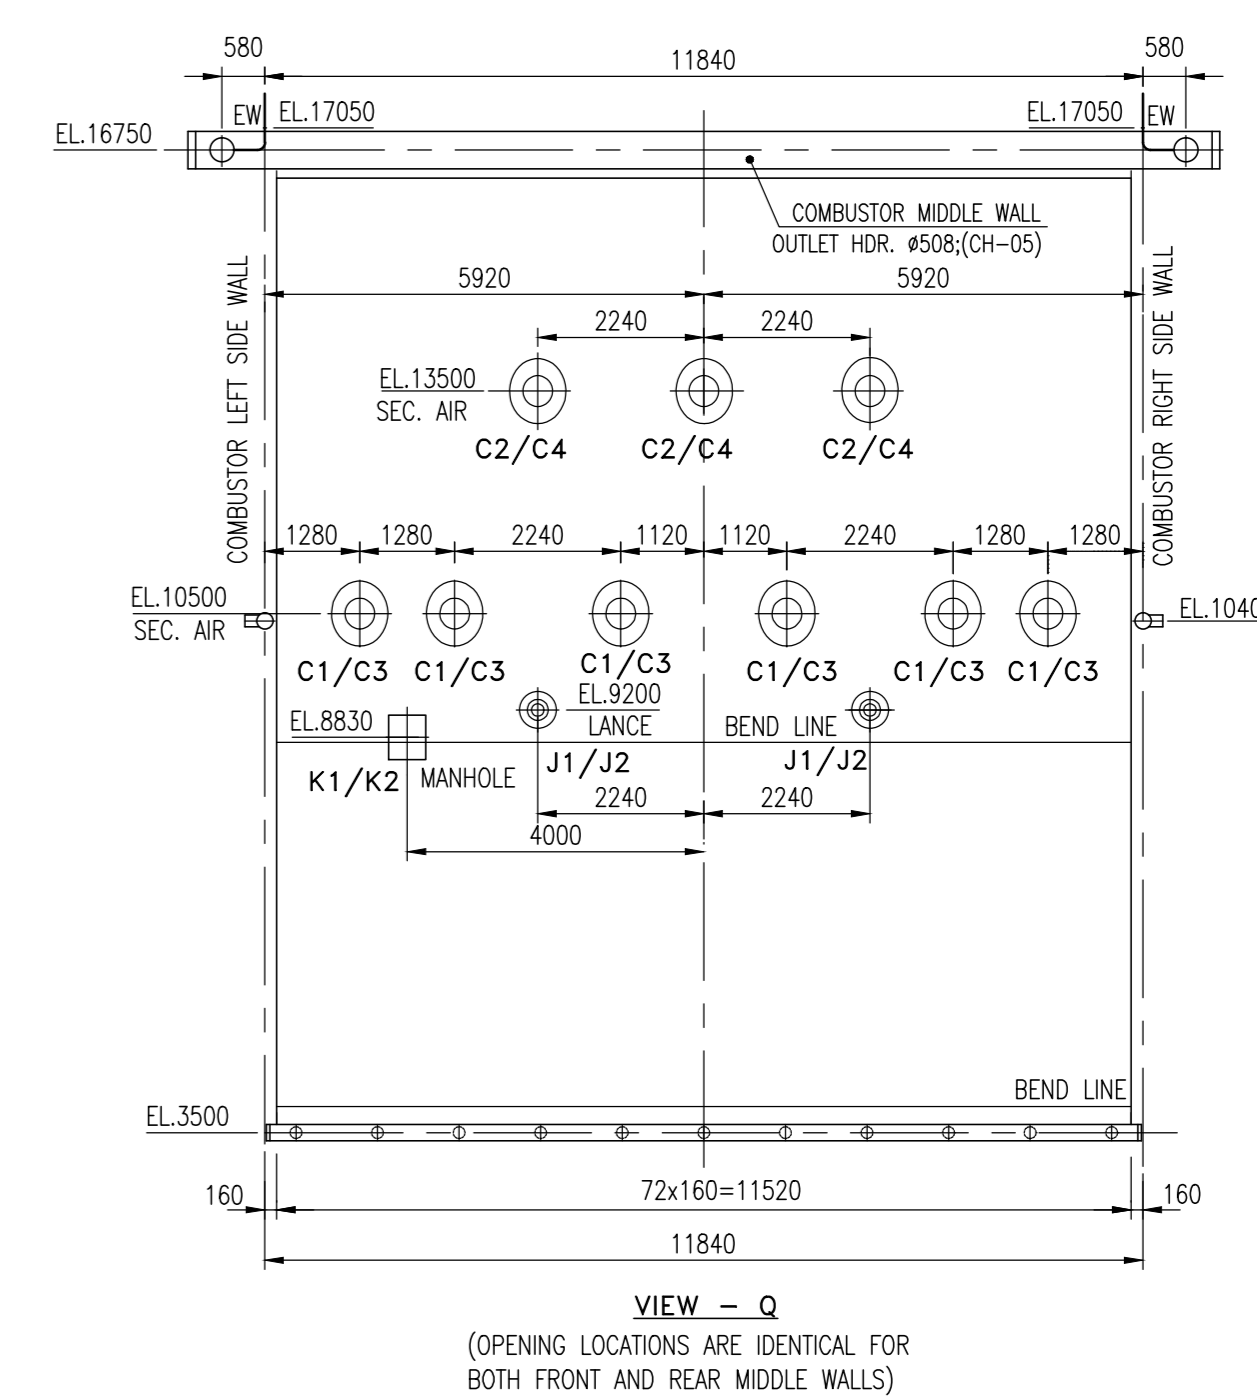 580
11840
580
EW
EL.17050
EL.17050
EW
EL.16750
COMBUSTOR MIDDLE WALL
OUTLET HDR. ø508;(CH-05)
COMBUSTOR LEFT SIDE WALL
COMBUSTOR RIGHT SIDE WALL
5920
5920
2240
2240
EL.13500
SEC. AIR
C2/C4
C2/C4
C2/C4
1280
1280
2240
1120
1120
2240
1280
1280
EL.10500
SEC. AIR
EL.1040
C1/C3
C1/C3
C1/C3
C1/C3
C1/C3
C1/C3
EL.9200
LANCE
EL.8830
BEND LINE
J1/J2
J1/J2
K1/K2
MANHOLE
2240
2240
4000
BEND LINE
EL.3500
160
72x160=11520
160
11840
VIEW - Q
(OPENING LOCATIONS ARE IDENTICAL FOR
BOTH FRONT AND REAR MIDDLE WALLS)